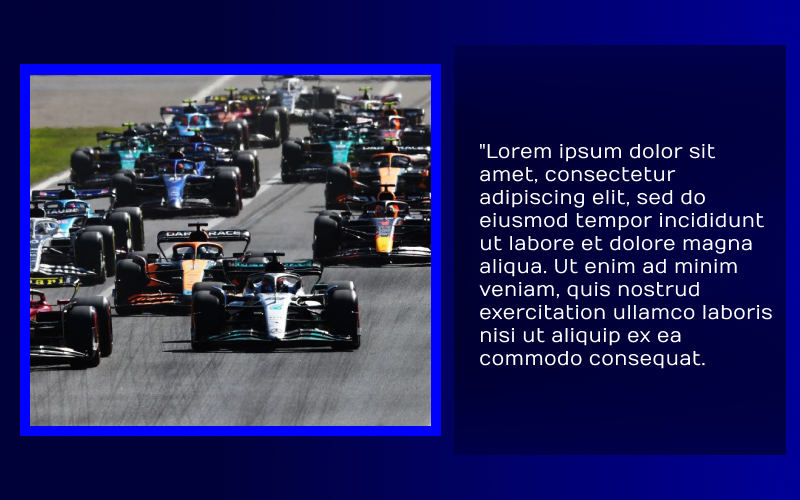 "Lorem ipsum dolor sit
amet, consectetur
adipiscing elit, sed do
eiusmod tempor incididunt
ut labore et dolore magna
aliqua. Ut enim ad minim
veniam, quis nostrud
exercitation ullamco laboris
nisi ut aliquip ex ea
commodo consequat.